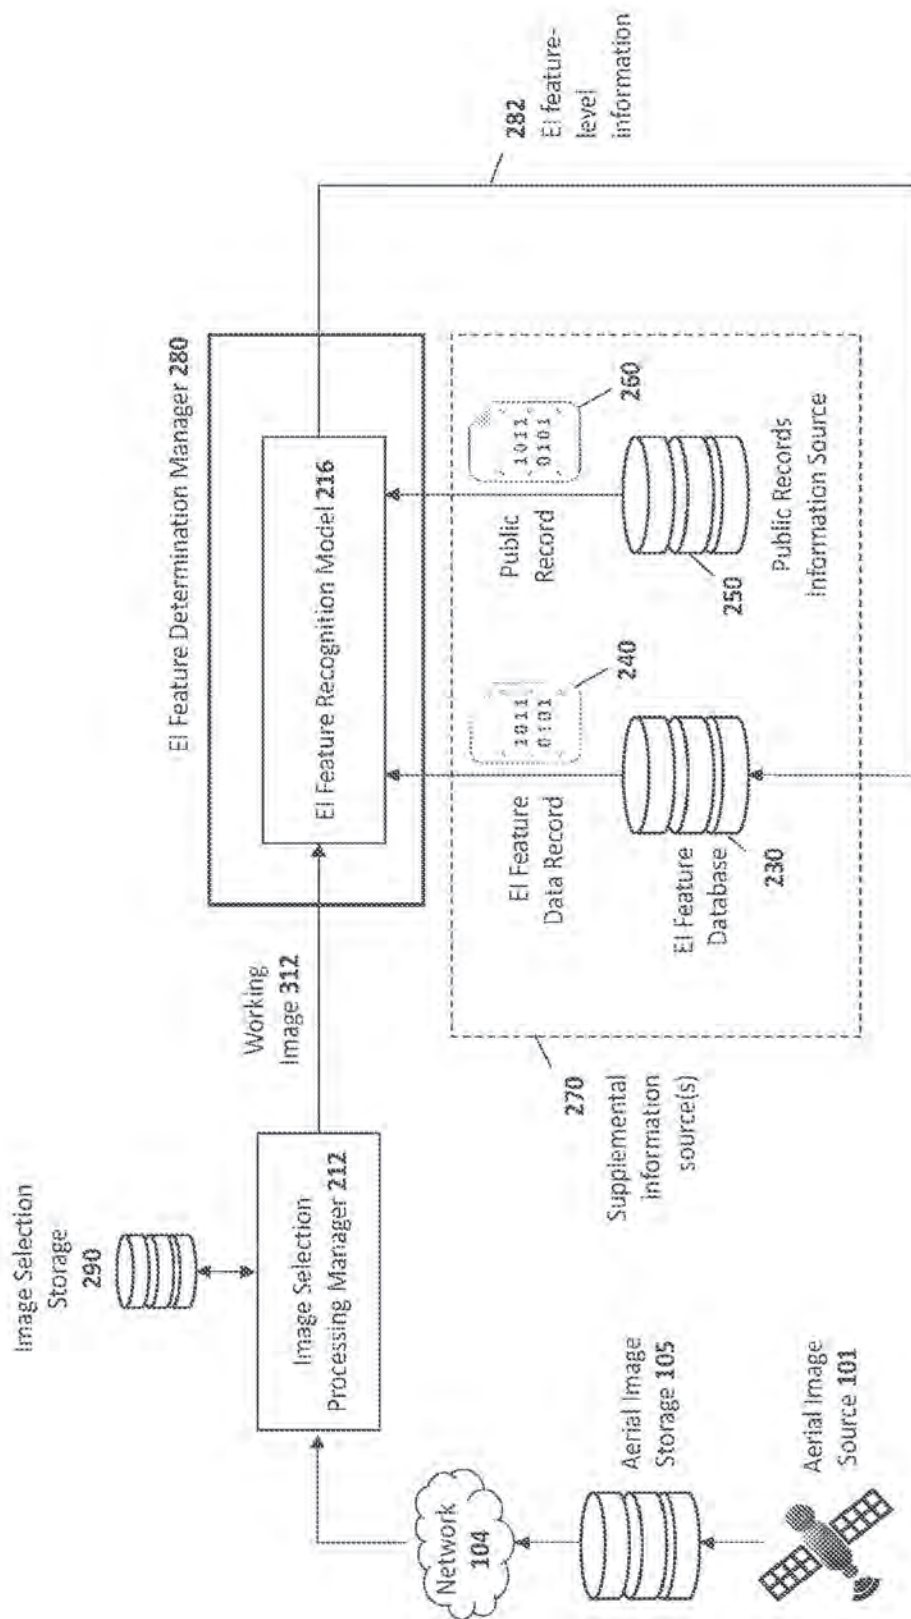 Image Selection
Storage
290
Image Selection
Processing Manager 212
Network
104
Aerial Image
Storage 105
Aerial Image
Source 101
Working
Image 312
EI Feature Determination Manager 280
EI Feature Recognition Model 216
282
EI feature-
level
information
270
Supplemental
Information
source(s)
EI Feature
Data Record
1011
0101
240
EI Feature
Database
230
Public
Record
1011
0101
260
250
Public Records
Information Source